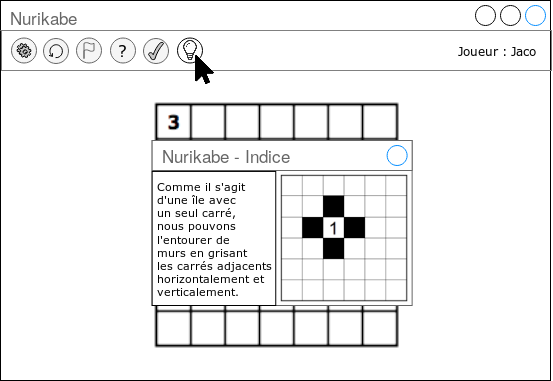 Nurikabe
?
Joueur : Jaco
3
Nurikabe - Indice
Comme il s'agit
d'une île avec
un seul carré,
nous pouvons
l'entourer de
murs en grisant
les carrés adjacents
horizontalement et
verticalement.
1